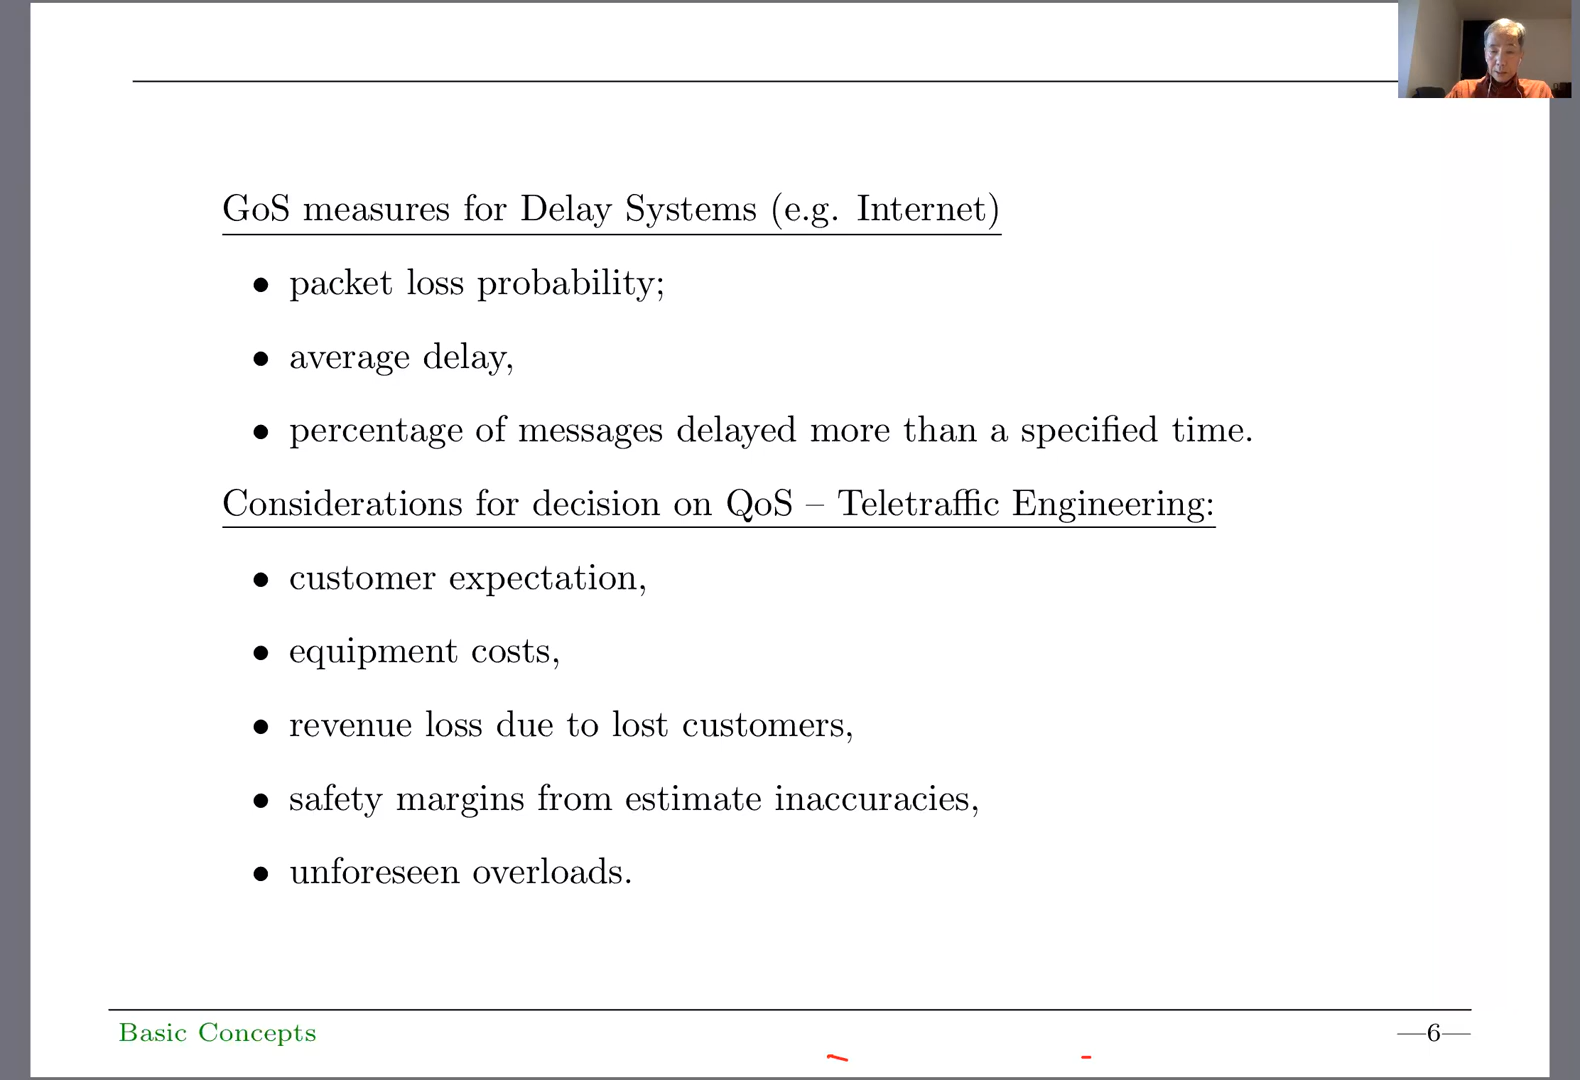 GoS measures for Delay Systems (e.g. Internet)
• packet loss probability;
• average delay,
• percentage of messages delayed more than a specified time.
Considerations for decision on QoS – Teletraffic Engineering:
• customer expectation,
• equipment costs,
• revenue loss due to lost customers,
• safety margins from estimate inaccuracies,
• unforeseen overloads.
Basic Concepts
—6—